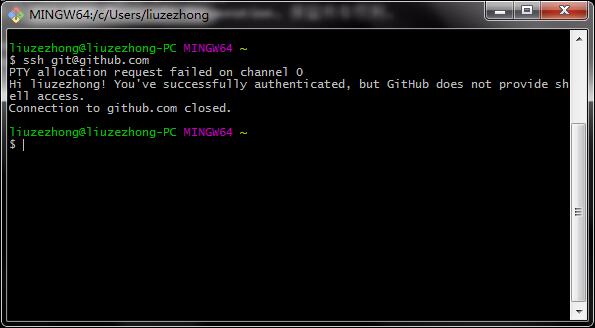 MINGW64:/c/Users/liuzezhong
liuzezhong@liuzezhong-PC MINGW64 ~
$ ssh git@github.com
PTY allocation request failed on channel 0
Hi liuzezhong! You've successfully authenticated, but GitHub does not provide sh
ell access.
Connection to github.com closed.
liuzezhong@liuzezhong-PC MINGW64 ~
$